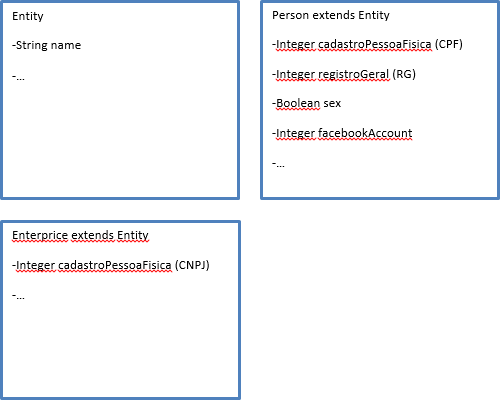 Entity
-String name
-...
Person extends Entity
-Integer cadastroPessoaFisica (CPF)
-Integer registroGeral (RG)
-Boolean sex
-Integer facebookAccount
-...
Enterprice extends Entity
-Integer cadastroPessoaFisica (CNPJ)
-...